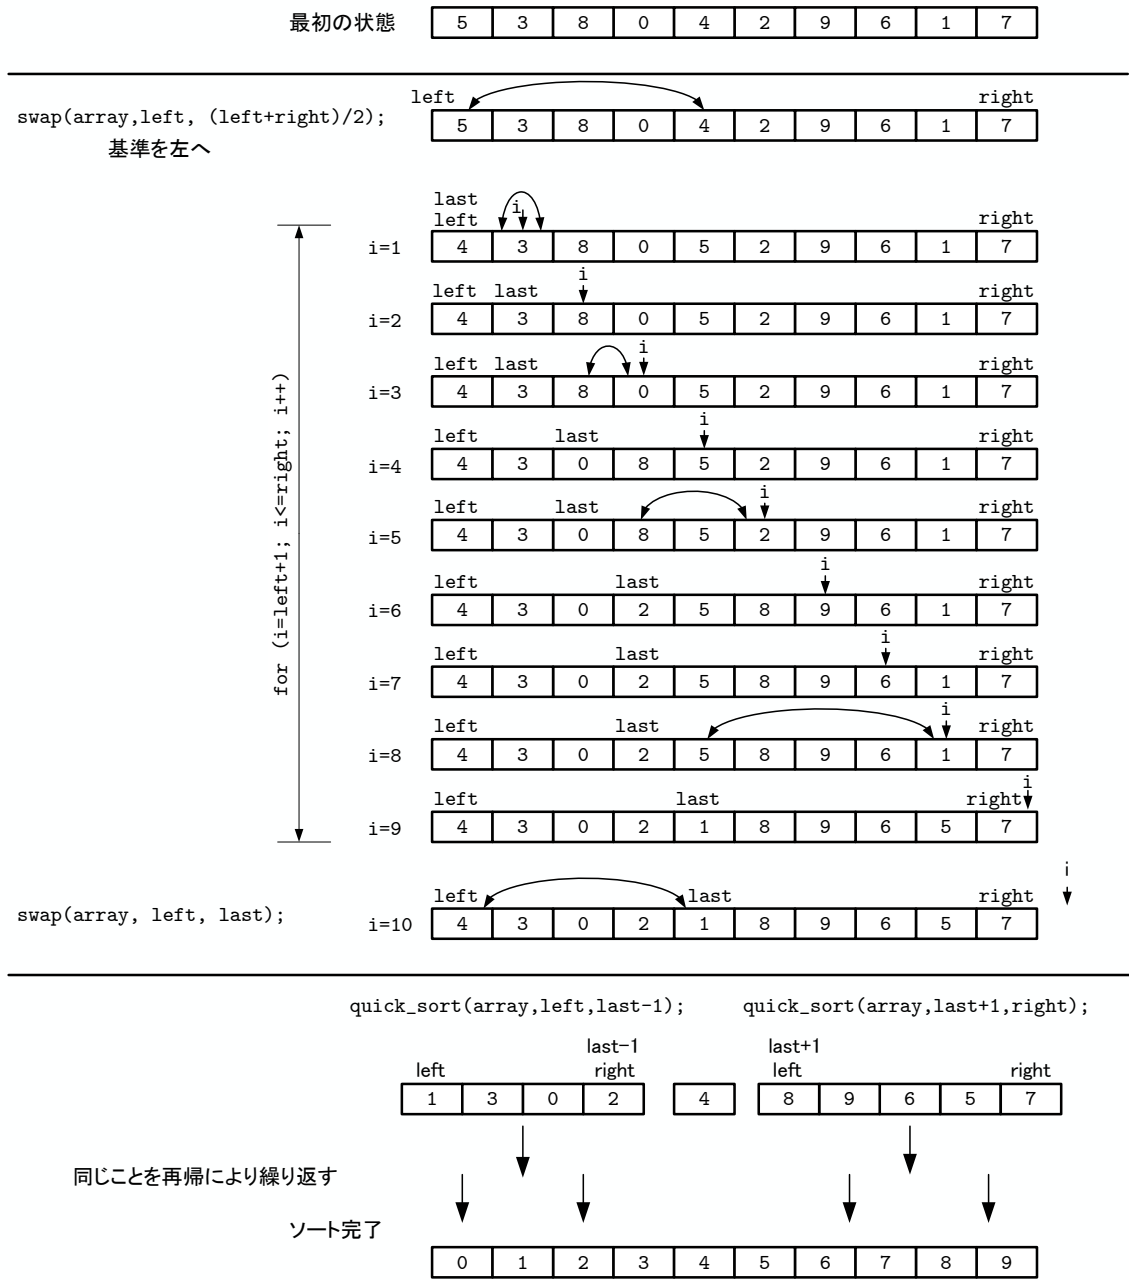 最初の状態 5 3 8 0 4 2 9 6 1 7
left right
swap(array,left, (left+right)/2); 5 3 8 0 4 2 9 6 1 7
基準を左へ
last i
left right
i=1 4 3 8 0 5 2 9 6 1 7
i
left last right
i=2 4 3 8 0 5 2 9 6 1 7
i
left last right
i=3 4 3 8 0 5 2 9 6 1 7
i
left last right
i=4 4 3 0 8 5 2 9 6 1 7
i
left last right
i=5 4 3 0 8 5 2 9 6 1 7
i
left last right
i=6 4 3 0 2 5 8 9 6 1 7
i
left last right
i=7 4 3 0 2 5 8 9 6 1 7
i
left last right
i=8 4 3 0 2 5 8 9 6 1 7
i
left last right
i=9 4 3 0 2 1 8 9 6 5 7
for (i=left+1; i<=right; i++)
i
left last right
swap(array, left, last);
i=10 4 3 0 2 1 8 9 6 5 7
quick_sort(array,left,last-1); quick_sort(array,last+1,right);
last-1 last+1
left right left right
1 3 0 2 4 8 9 6 5 7
同じことを再帰により繰り返す
ソート完了
0 1 2 3 4 5 6 7 8 9